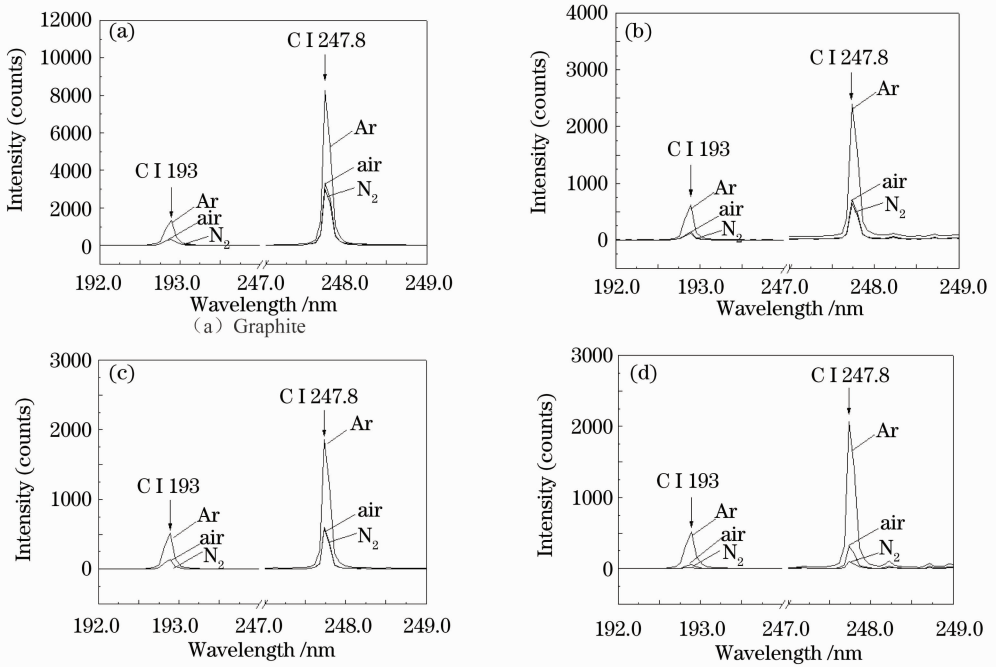 (a)
12000
10000
8000
6000
4000
2000
0
Intensity (counts)
C I 247.8
C I 193
Ar
air
N2
Ar
air
N2
192.0
193.0
247.0
248.0
249.0
Wavelength /nm
（a）Graphite
(b)
4000
3000
2000
1000
0
Intensity (counts)
C I 247.8
C I 193
Ar
air
N2
Ar
air
N2
192.0
193.0
247.0
248.0
249.0
Wavelength /nm
(c)
3000
2000
1000
0
Intensity (counts)
C I 247.8
C I 193
Ar
air
N2
Ar
air
N2
192.0
193.0
247.0
248.0
249.0
Wavelength /nm
(d)
3000
2000
1000
0
Intensity (counts)
C I 247.8
C I 193
Ar
air
N2
Ar
air
N2
192.0
193.0
247.0
248.0
249.0
Wavelength /nm